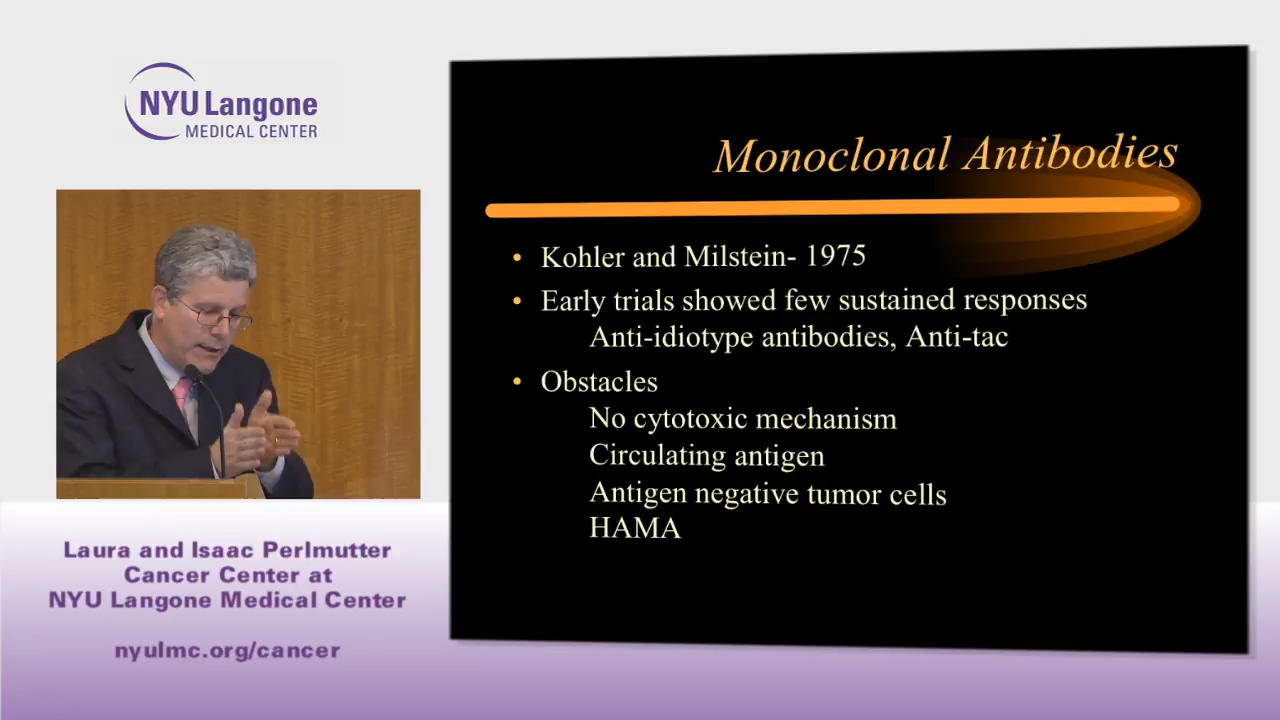 NYU Langone
MEDICAL CENTER
Monoclonal Antibodies
• Kohler and Milstein- 1975
• Early trials showed few sustained responses
Anti-idiotype antibodies, Anti-tac
• Obstacles
No cytotoxic mechanism
Circulating antigen
Antigen negative tumor cells
HAMA
Laura and Isaac Perlmutter
Cancer Center at
NYU Langone Medical Center
nyulmc.org/cancer